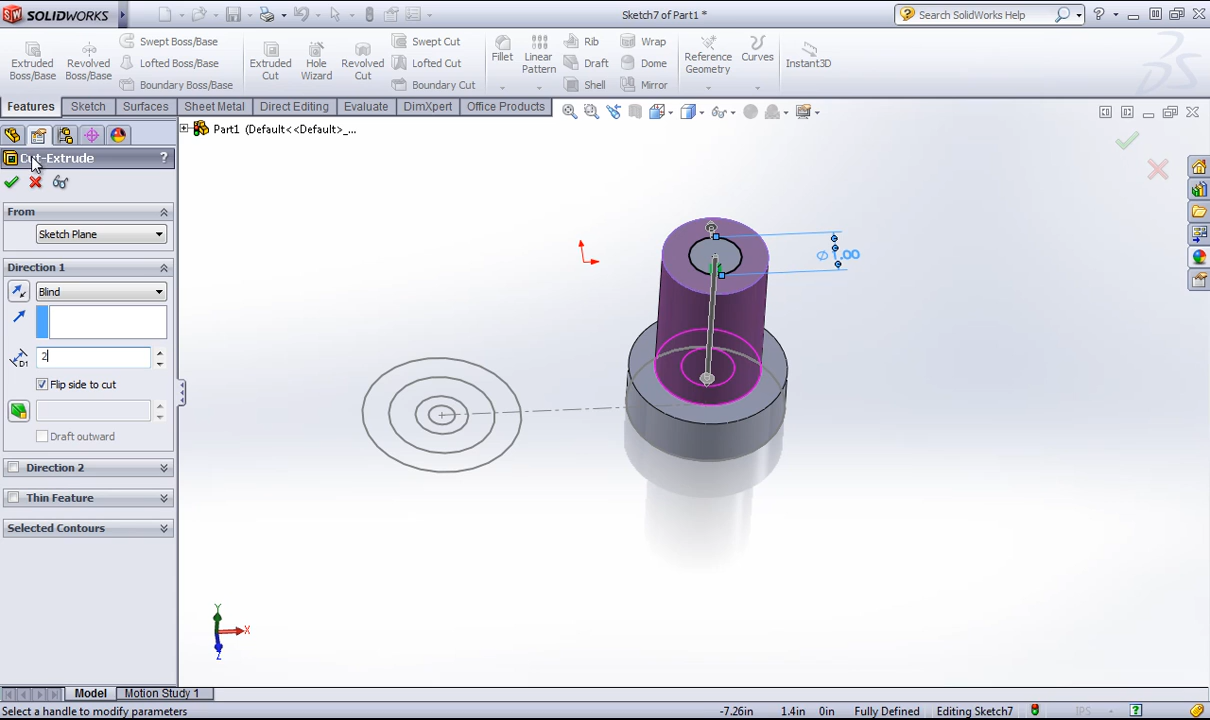 SOLIDWORKS
Sketch7 of Part1 *
Search SolidWorks Help
Extruded Boss/Base
Revolved Boss/Base
Swept Boss/Base
Lofted Boss/Base
Boundary Boss/Base
Extruded Cut
Hole Wizard
Revolved Cut
Swept Cut
Lofted Cut
Boundary Cut
Fillet
Linear Pattern
Rib
Draft
Shell
Wrap
Dome
Mirror
Reference Geometry
Curves
Instant3D
Features
Sketch
Surfaces
Sheet Metal
Direct Editing
Evaluate
DimXpert
Office Products
Part1 (Default<<Default>_...
Cut-Extrude
?
From
Sketch Plane
Direction 1
Blind
D1
2
Flip side to cut
Draft outward
Direction 2
Thin Feature
Selected Contours
Ø1.00
Y
X
Z
Model
Motion Study 1
Select a handle to modify parameters
-7.26in
1.4in
0in
Fully Defined
Editing Sketch7
IPS